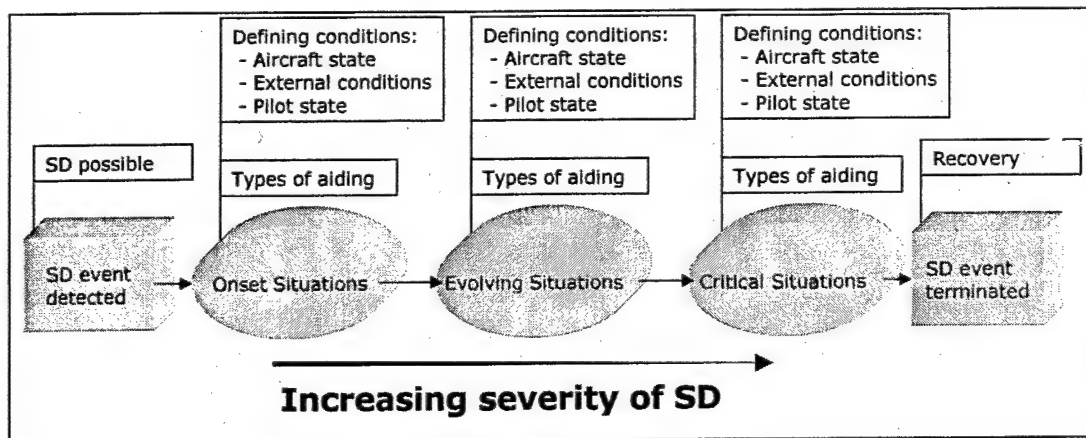 Defining conditions:
- Aircraft state
- External conditions
- Pilot state
Defining conditions:
- Aircraft state
- External conditions
- Pilot state
Defining conditions:
- Aircraft state
- External conditions
- Pilot state
SD possible
Types of aiding
Types of aiding
Types of aiding
Recovery
SD event
detected
Onset Situations
Evolving Situations
Critical Situations
SD event
terminated
Increasing severity of SD